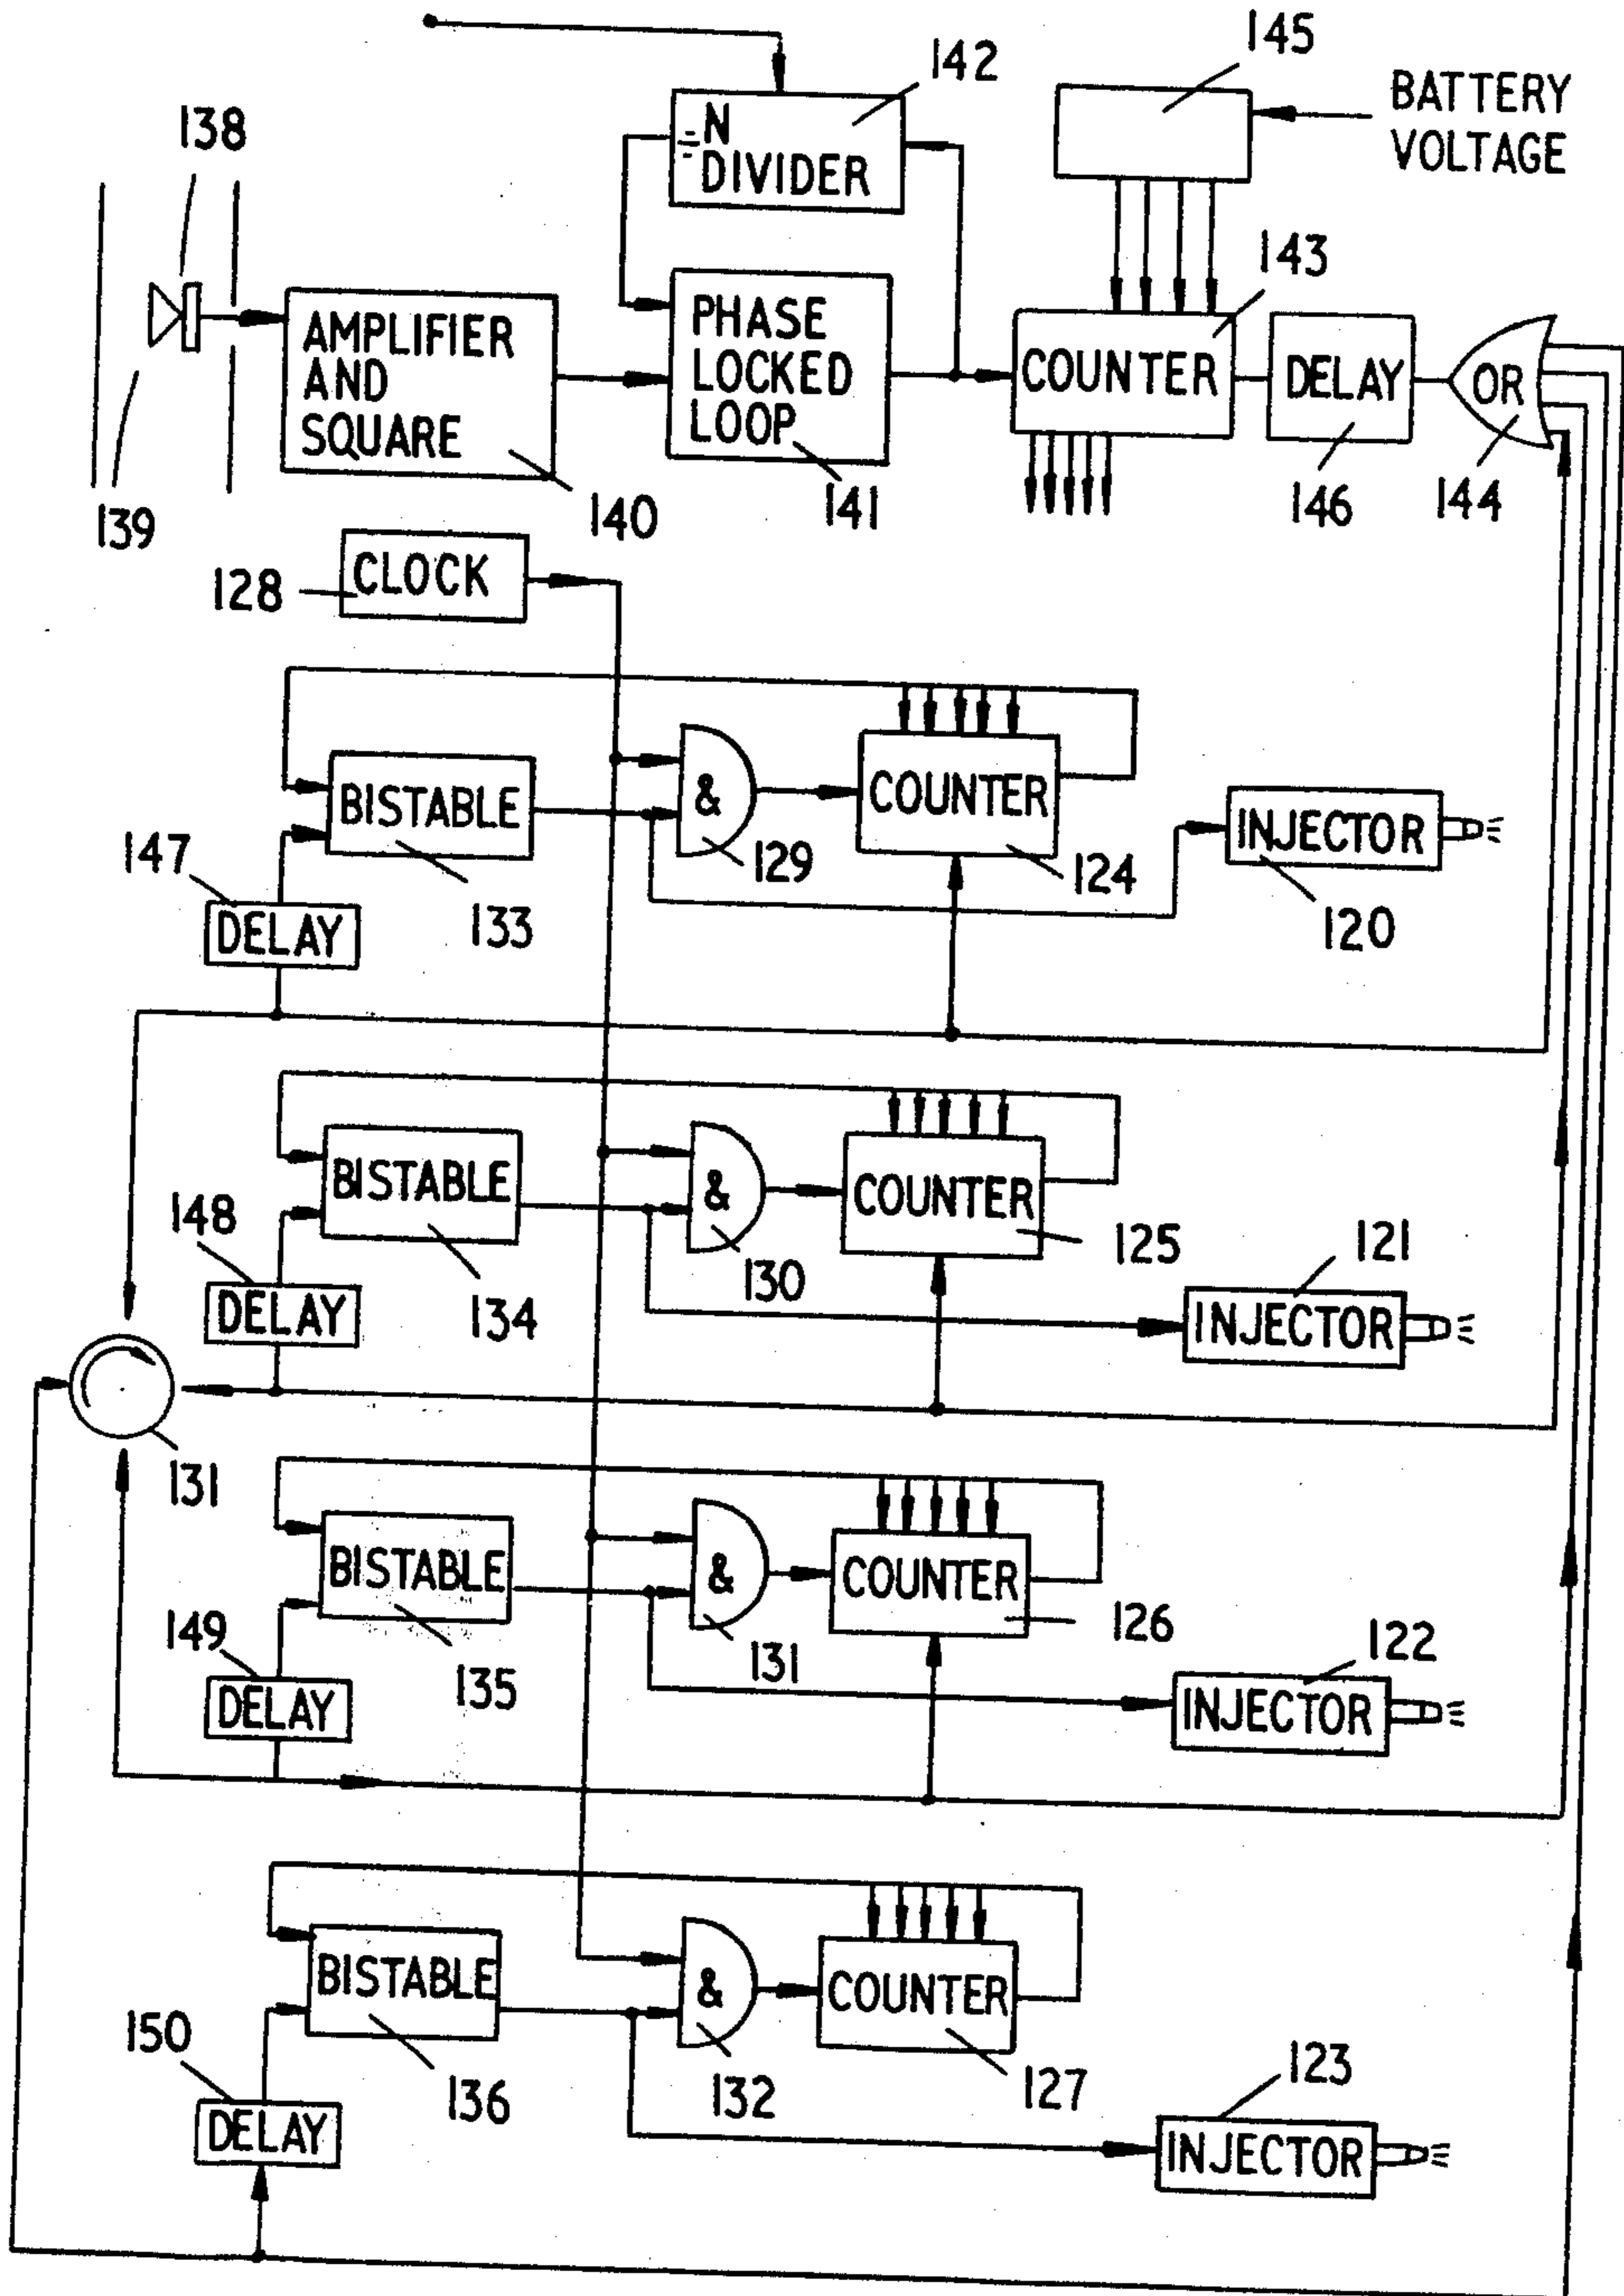 145
142
BATTERY
VOLTAGE
138
÷ N
DIVIDER
143
AMPLIFIER
AND
SQUARE
PHASE
LOCKED
LOOP
COUNTER
DELAY
OR
139
140
141
146
144
CLOCK
128
BISTABLE
&
COUNTER
INJECTOR
147
129
124
DELAY
133
120
BISTABLE
&
COUNTER
148
125
121
130
DELAY
134
INJECTOR
131
BISTABLE
&
COUNTER
149
126
122
131
135
DELAY
INJECTOR
BISTABLE
&
COUNTER
150
136
132
127
123
DELAY
INJECTOR